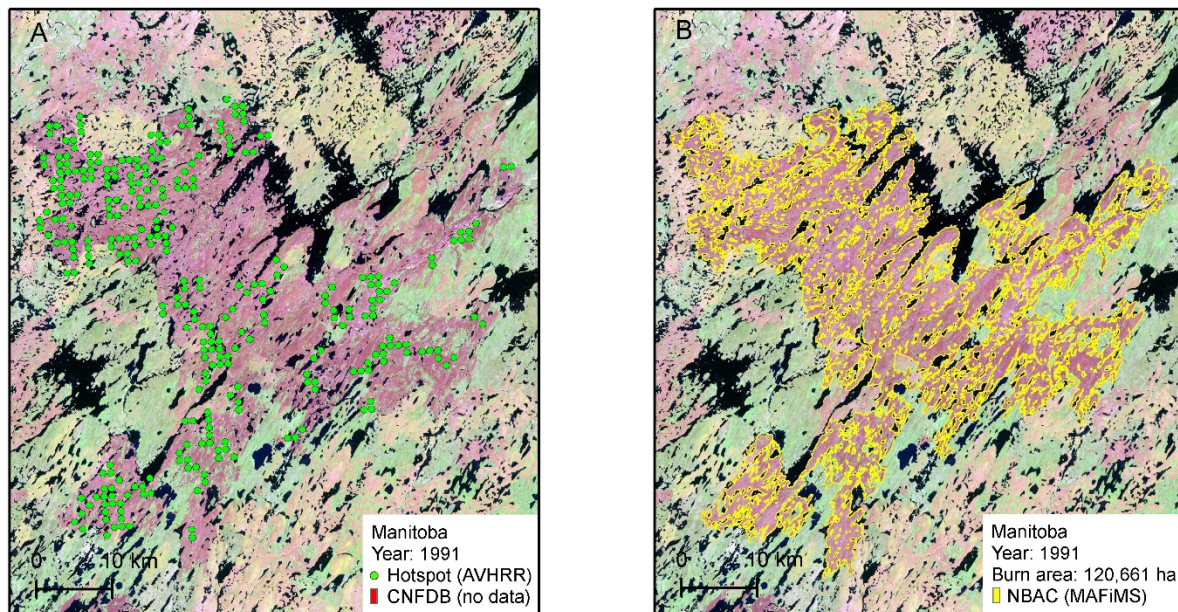 A
Manitoba
Year: 1991
Hotspot (AVHRR)
CNFDB (no data)
0 10 km
B
Manitoba
Year: 1991
Burn area: 120,661 ha
NBAC (MAFiMS)
0 10 km